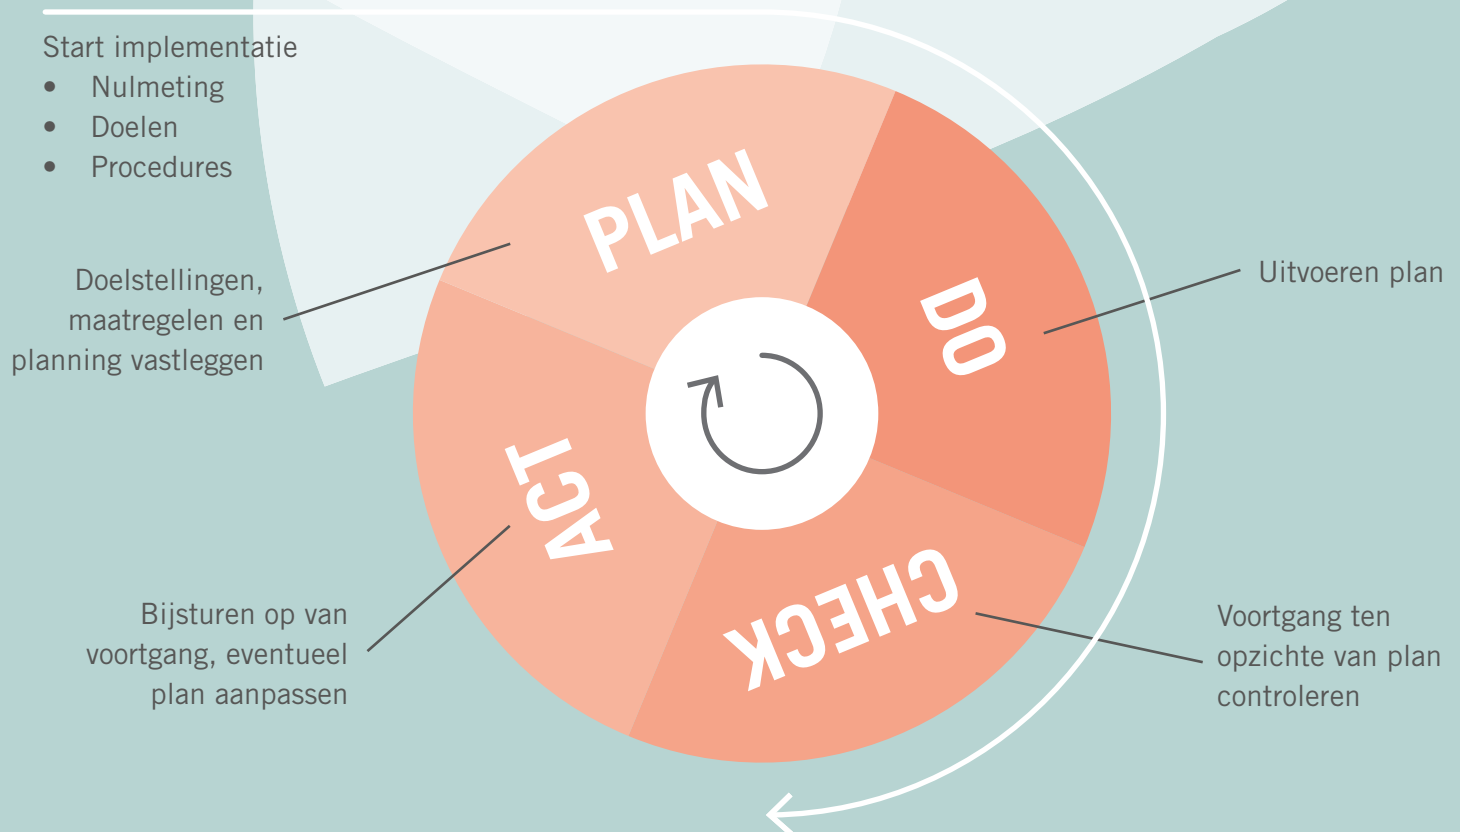 Start implementatie
• Nulmeting
• Doelen
• Procedures
PLAN
Doelstellingen,
maatregelen en
planning vastleggen
DO
Uitvoeren plan
CHECK
Voortgang ten
opzichte van plan
controleren
ACT
Bijsturen op van
voortgang, eventueel
plan aanpassen